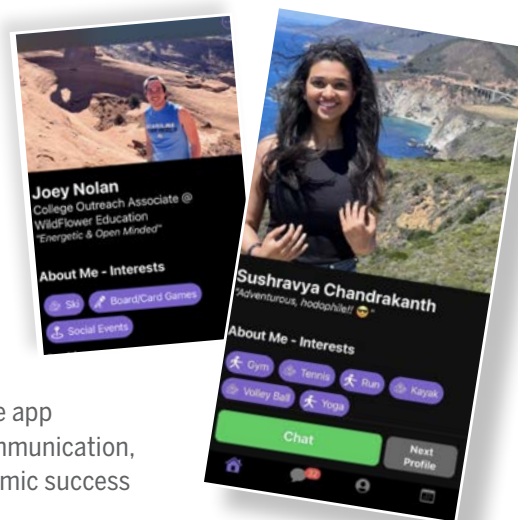 Joey Nolan
College Outreach Associate @
WildFlower Education
"Energetic & Open Minded"
About Me - Interests
Ski
Board/Card Games
Social Events
Sushravya Chandrakanth
"Adventurous, hodophile!! 😎"
About Me - Interests
Gym
Tennis
Run
Kayak
Volley Ball
Yoga
Chat
Next
Profile
e app
mmunication,
emic success